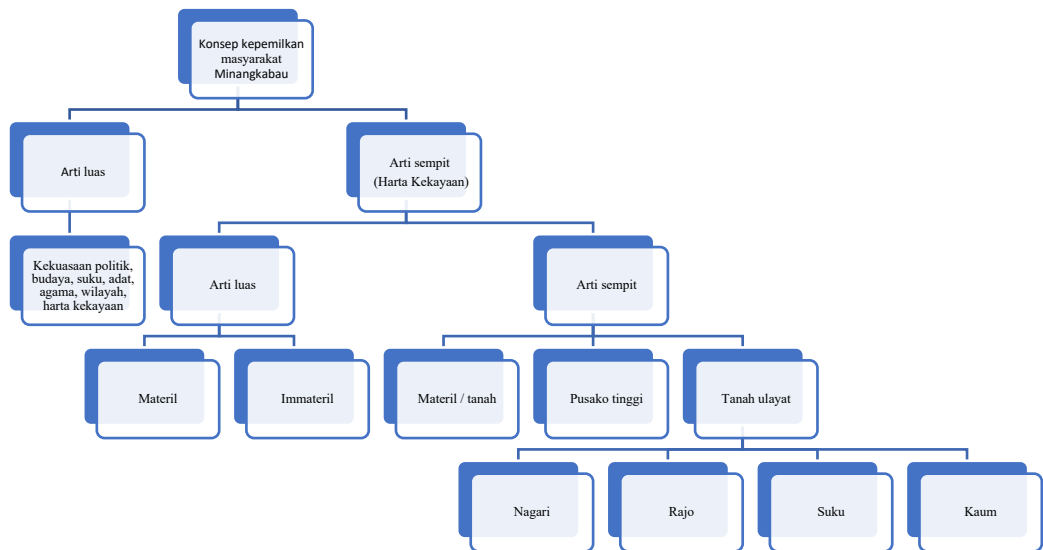 Konsep kepemilkan
masyarakat
Minangkabau
Arti luas
Arti sempit
(Harta Kekayaan)
Kekuasaan politik,
budaya, suku, adat,
agama, wilayah,
harta kekayaan
Arti luas
Arti sempit
Materil
Immateril
Materil / tanah
Pusako tinggi
Tanah ulayat
Nagari
Rajo
Suku
Kaum